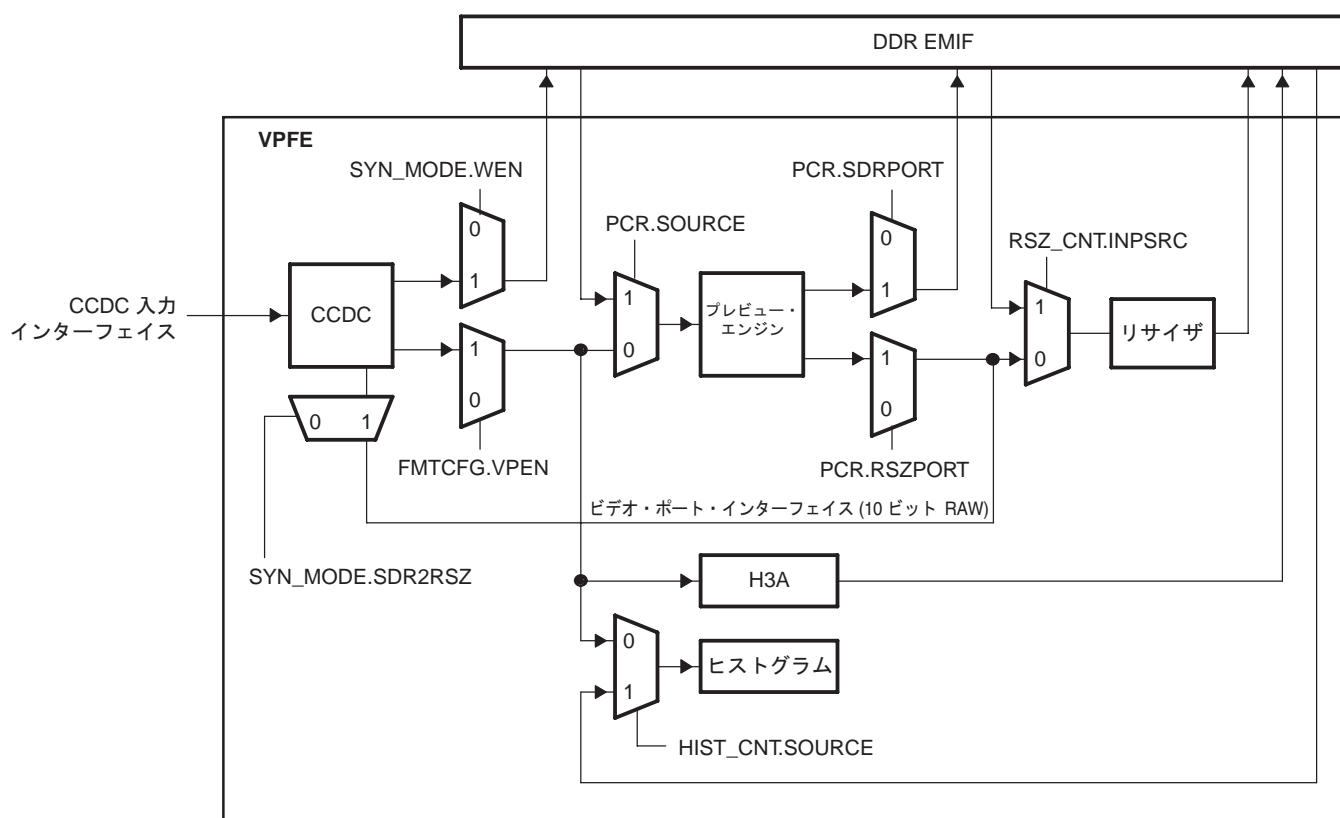 DDR EMIF
VPFE
SYN_MODE.WEN
PCR.SDRPORT
0
1
PCR.SOURCE
0
1
RSZ_CNT.INPSRC
CCDC 入力
インターフェイス
CCDC
1
0
プレビュー・
エンジン
1
0
リサイザ
1
0
1
0
0 1
FMTCFG.VPEN
PCR.RSZPORT
ビデオ・ポート・インターフェイス (10 ビット RAW)
SYN_MODE.SDR2RSZ
H3A
0
1
ヒストグラム
HIST_CNT.SOURCE